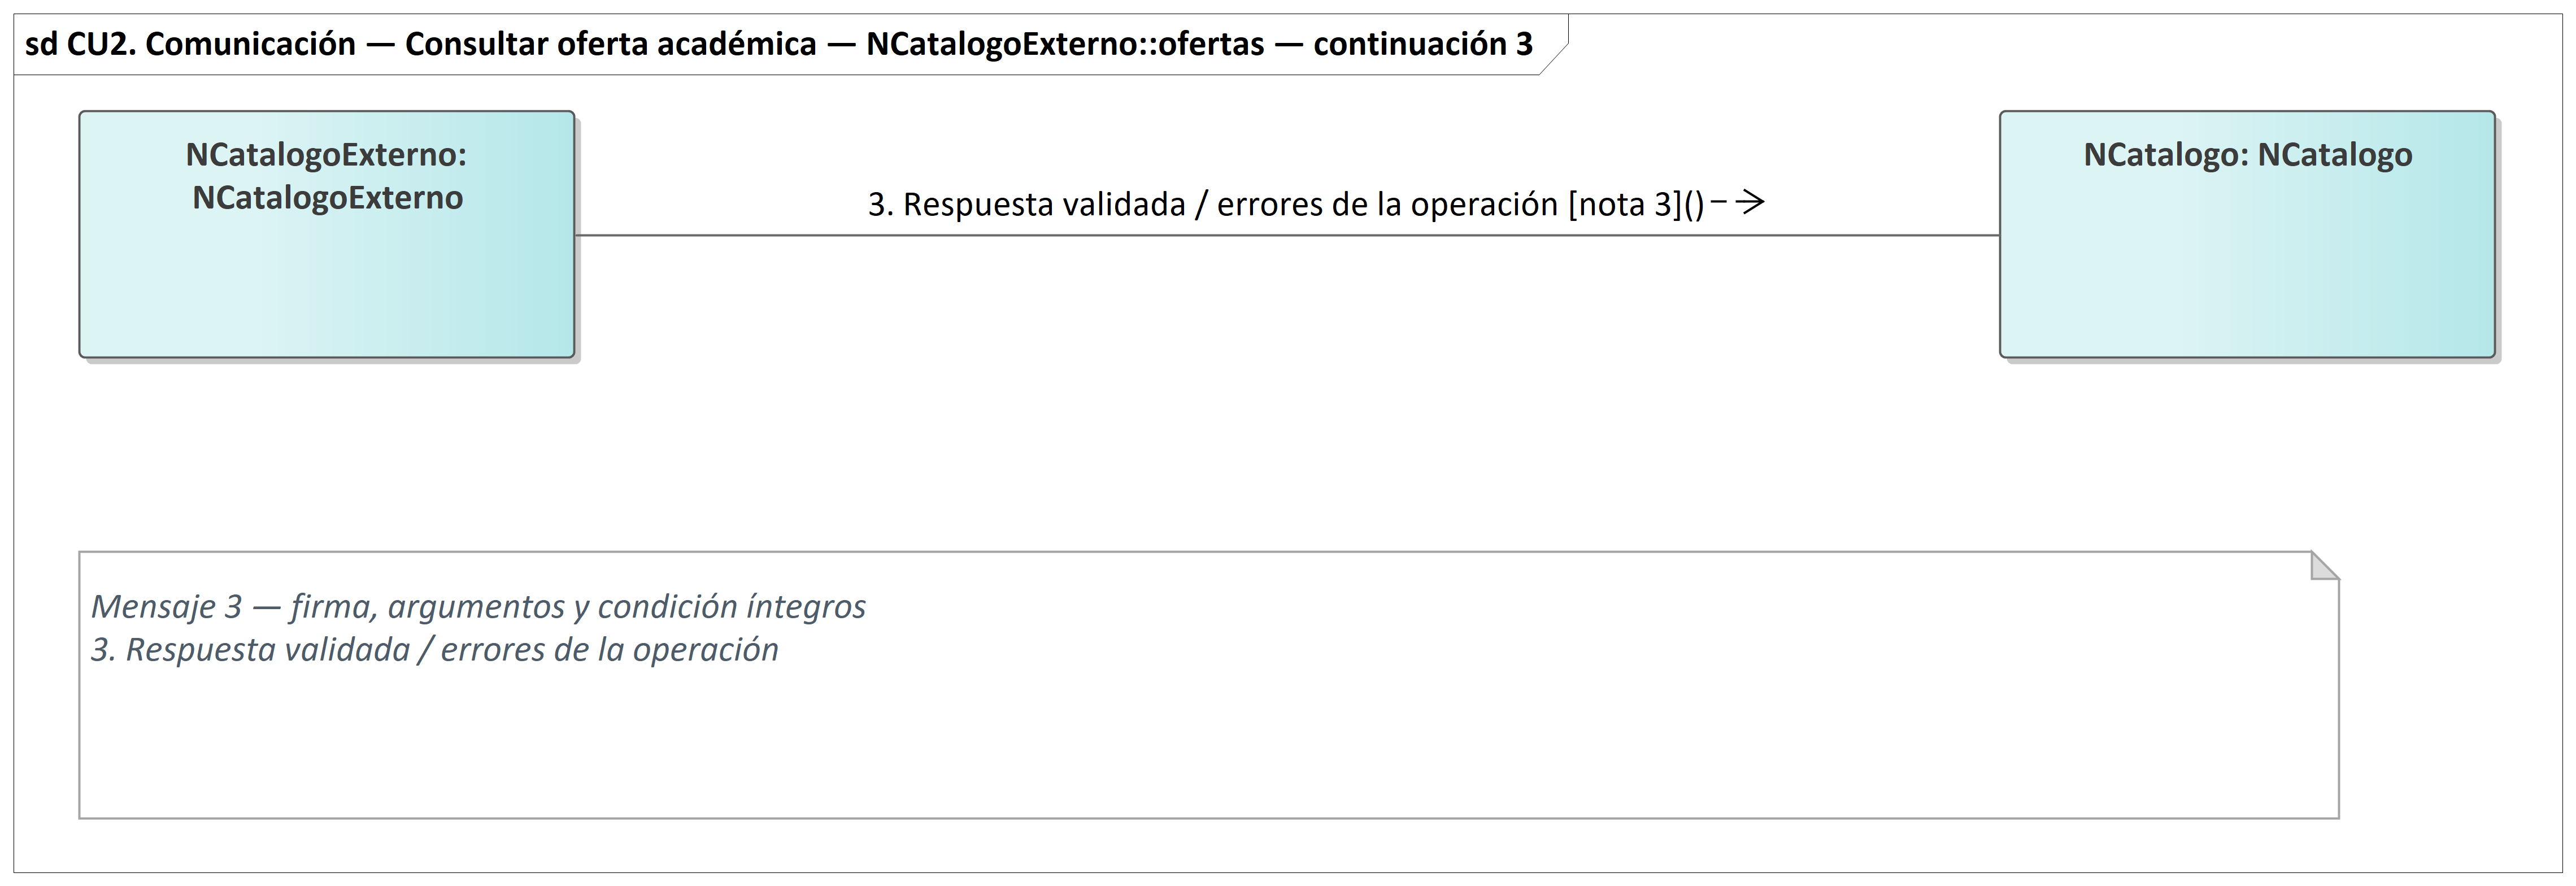 sd CU2. Comunicación — Consultar oferta académica — NCatalogoExterno::ofertas — continuación 3
NCatalogoExterno:
NCatalogoExterno
NCatalogo: NCatalogo
3. Respuesta validada / errores de la operación [nota 3]()
Mensaje 3 — firma, argumentos y condición íntegros
3. Respuesta validada / errores de la operación